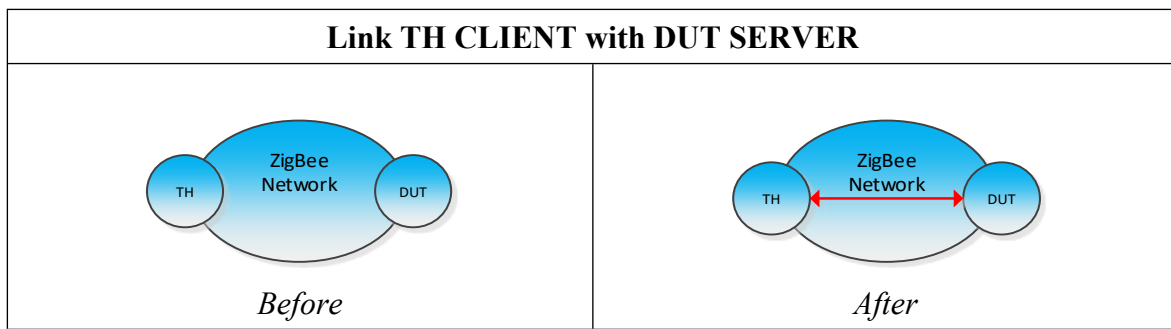 Link TH CLIENT with DUT SERVER
ZigBee
Network
TH
DUT
Before
ZigBee
Network
TH
DUT
After